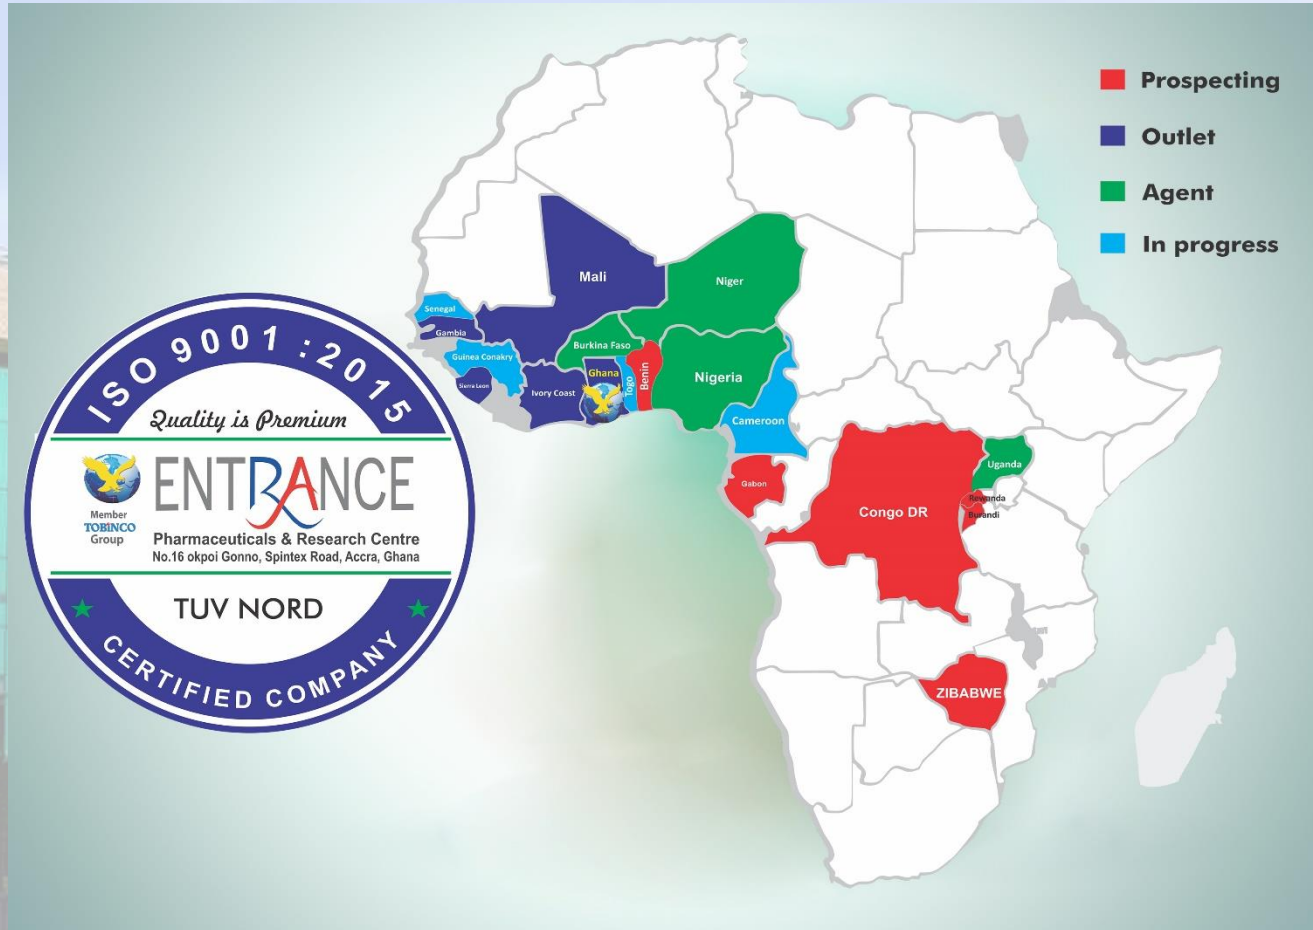 Prospecting
Outlet
Agent
In progress
Mali
Niger
Senegal
Gambia
Guinea Conakry
Sierra Leon
Ivory Coast
Burkina Faso
Ghana
Togo
Benin
Nigeria
Cameroon
Gabon
Congo DR
Uganda
Rewanda
Burandi
ZIBABWE
ISO 9001 : 2015
Quality is Premium
Member
TOBINCO
Group
ENTRANCE
Pharmaceuticals & Research Centre
No.16 okpoi Gonno, Spintex Road, Accra, Ghana
TUV NORD
CERTIFIED COMPANY